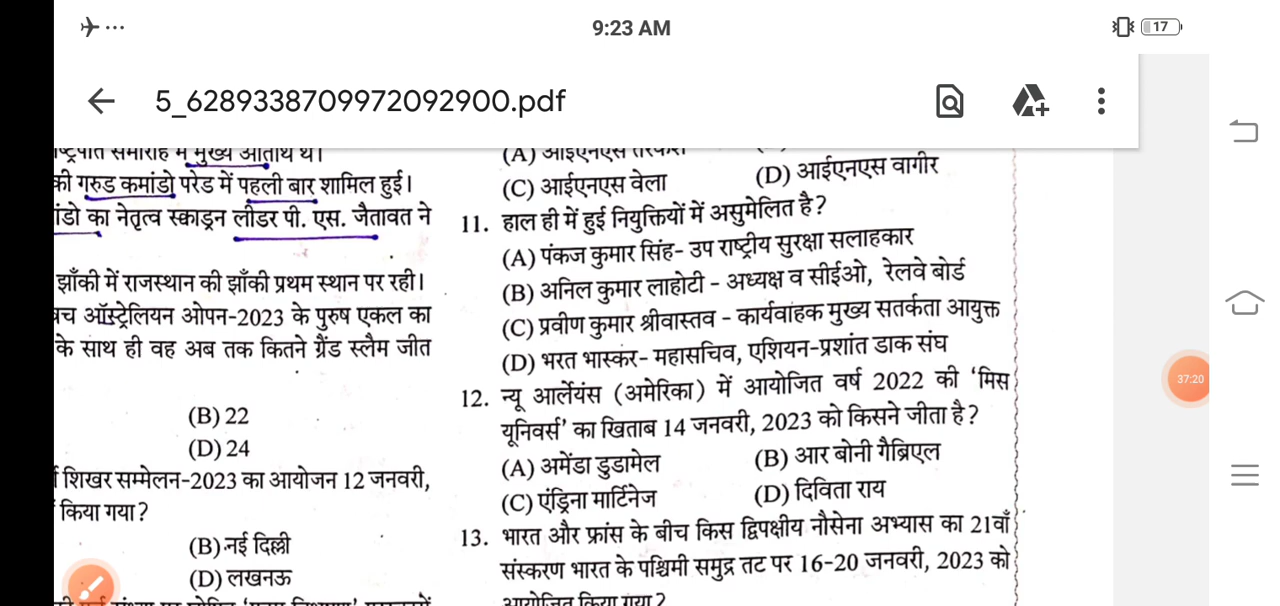 9:23 AM
17
5_6289338709972092900.pdf
समारोह में मुख्य अतिथि थे।
की गरुड कमांडो परेड में पहली बार शामिल हुई।
का नेतृत्व स्क्वाड्रन लीडर पी. एस. जैतावत ने
झाँकी में राजस्थान की झाँकी प्रथम स्थान पर रही।
ऑस्ट्रेलियन ओपन-2023 के पुरुष एकल का
के साथ ही वह अब तक कितने ग्रैंड स्लैम जीत
(B) 22
(D) 24
शिखर सम्मेलन-2023 का आयोजन 12 जनवरी,
किया गया?
(B) नई दिल्ली
(D) लखनऊ
(A) आईएनएस
(C) आईएनएस वेला
(D) आईएनएस वागीर
11. हाल ही में हुई नियुक्तियों में असुमेलित है?
(A) पंकज कुमार सिंह- उप राष्ट्रीय सुरक्षा सलाहकार
(B) अनिल कुमार लाहोटी - अध्यक्ष व सीईओ, रेलवे बोर्ड
(C) प्रवीण कुमार श्रीवास्तव - कार्यवाहक मुख्य सतर्कता आयुक्त
(D) भरत भास्कर- महासचिव, एशियन-प्रशांत डाक संघ
12. न्यू आर्लेयंस (अमेरिका) में आयोजित वर्ष 2022 की 'मिस
यूनिवर्स' का खिताब 14 जनवरी, 2023 को किसने जीता है?
(A) अमेंडा डुडामेल
(B) आर बोनी गैब्रिएल
(C) एंड्रिना मार्टिनेज
(D) दिविता राय
13. भारत और फ्रांस के बीच किस द्विपक्षीय नौसेना अभ्यास का 21वाँ
संस्करण भारत के पश्चिमी समुद्र तट पर 16-20 जनवरी, 2023 को
आयोजित किया गया?
37:20